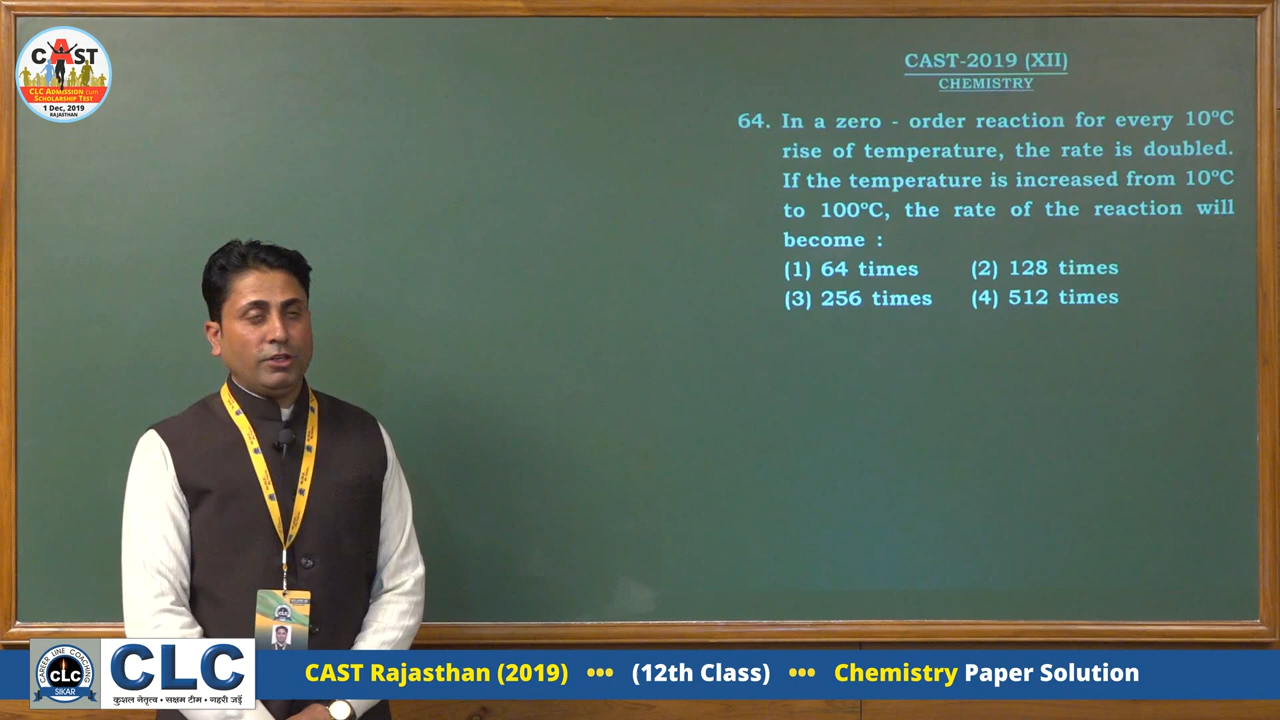 CAST
CLC ADMISSION cum
SCHOLARSHIP TEST
1 Dec, 2019
RAJASTHAN
CAST-2019 (XII)
CHEMISTRY
64. In a zero - order reaction for every 10ºC
rise of temperature, the rate is doubled.
If the temperature is increased from 10ºC
to 100ºC, the rate of the reaction will
become :
(1) 64 times (2) 128 times
(3) 256 times (4) 512 times
CAREER LINE COACHING
CLC
SIKAR
CLC
कुशल नेतृत्व • सक्षम टीम • गहरी जड़ें
CAST Rajasthan (2019) ••• (12th Class) ••• Chemistry Paper Solution